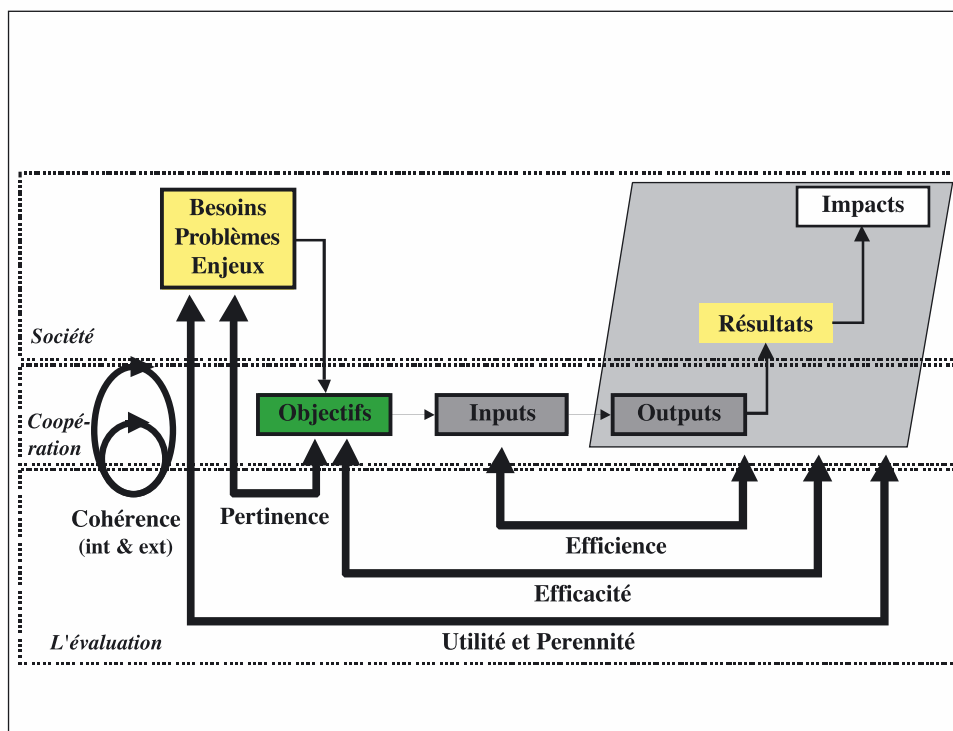 Besoins
Problèmes
Enjeux
Impacts
Résultats
Société
Objectifs
Inputs
Outputs
Coopé-
ration
Cohérence
(int & ext)
Pertinence
Efficience
Efficacité
L'évaluation
Utilité et Perennité